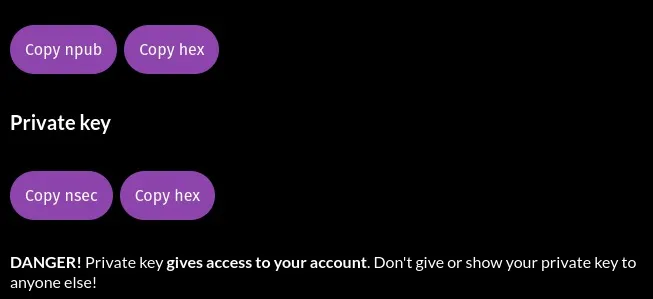 Copy npub Copy hex
Private key
Copy nsec Copy hex
DANGER! Private key gives access to your account. Don't give or show your private key to
anyone else!